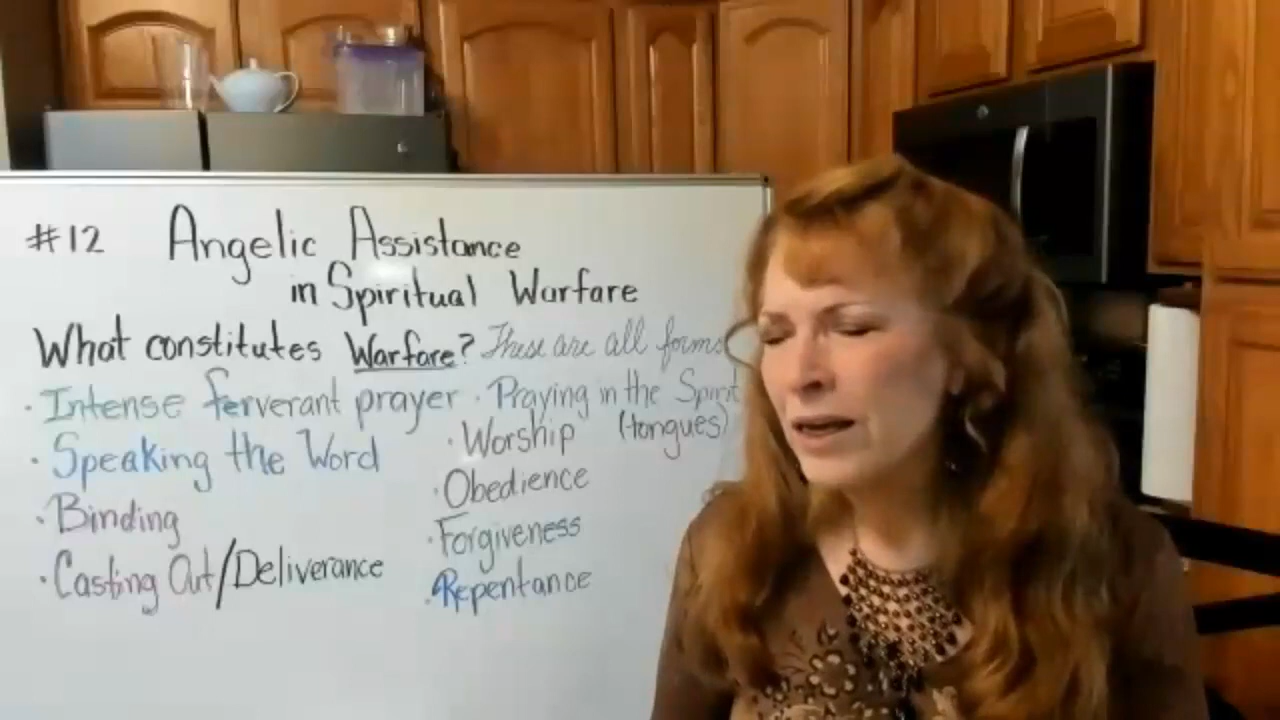 #12 Angelic Assistance
in Spiritual Warfare
What constitutes Warfare? These are all forms
· Intense ferverant prayer · Praying in the Spirit
(tongues)
· Speaking the Word · Worship
· Binding · Obedience
· Casting Out/Deliverance · Forgiveness
· Repentance